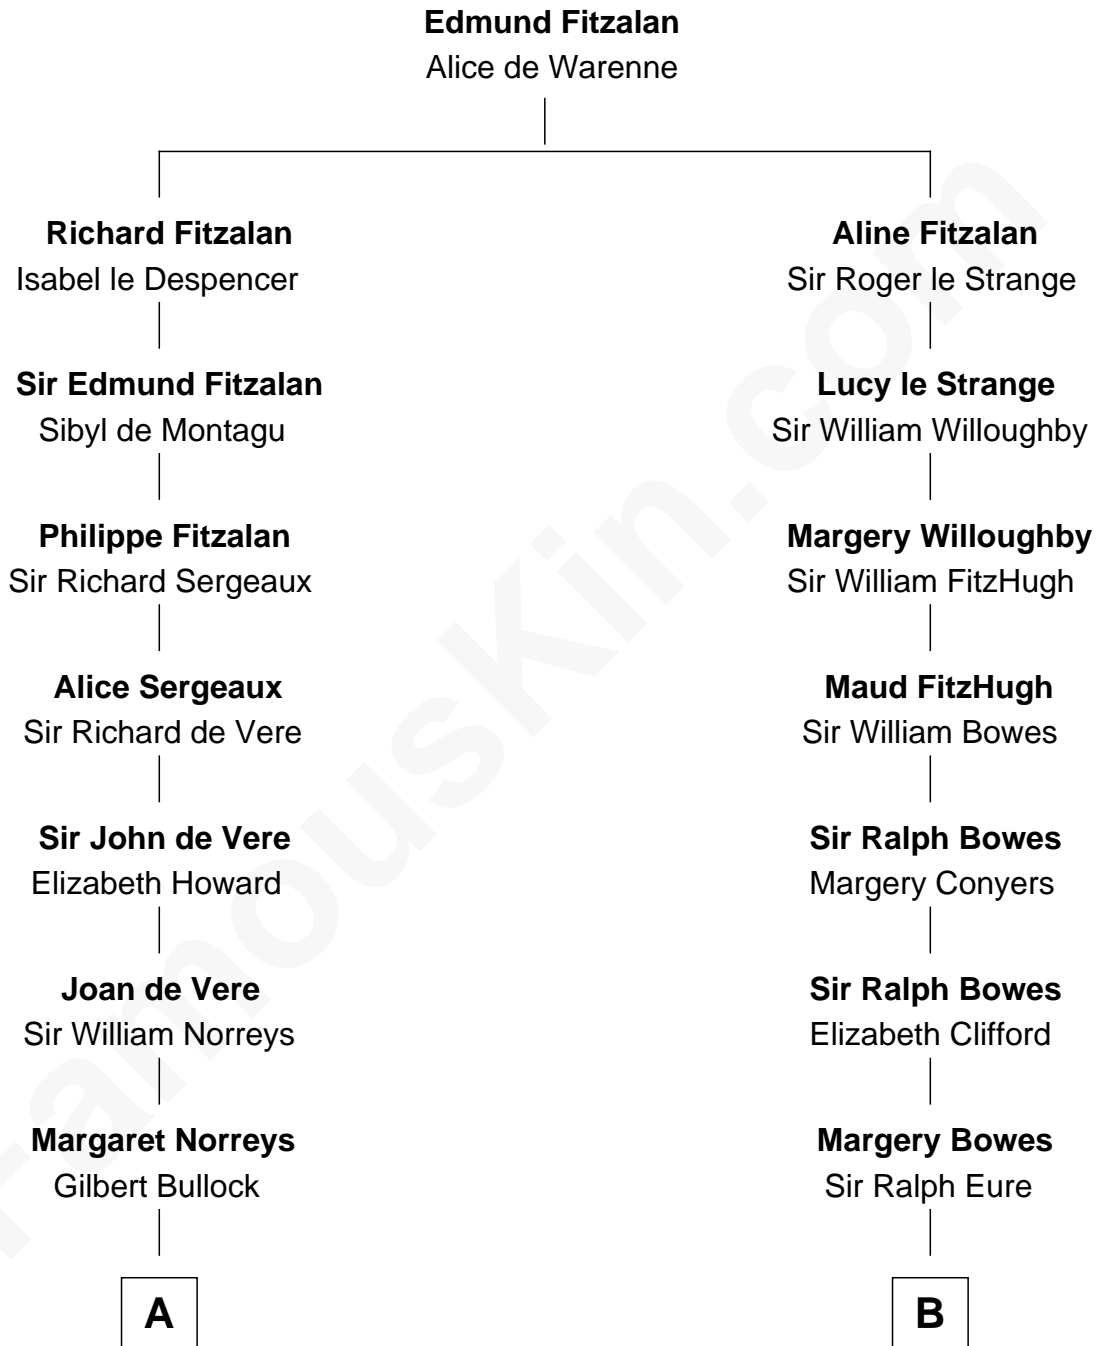 Edmund Fitzalan
Alice de Warenne
Richard Fitzalan
Isabel le Despencer
Sir Edmund Fitzalan
Sibyl de Montagu
Philippe Fitzalan
Sir Richard Sergeaux
Alice Sergeaux
Sir Richard de Vere
Sir John de Vere
Elizabeth Howard
Joan de Vere
Sir William Norreys
Margaret Norreys
Gilbert Bullock
A
Aline Fitzalan
Sir Roger le Strange
Lucy le Strange
Sir William Willoughby
Margery Willoughby
Sir William FitzHugh
Maud FitzHugh
Sir William Bowes
Sir Ralph Bowes
Margery Conyers
Sir Ralph Bowes
Elizabeth Clifford
Margery Bowes
Sir Ralph Eure
B
FamousKin.com